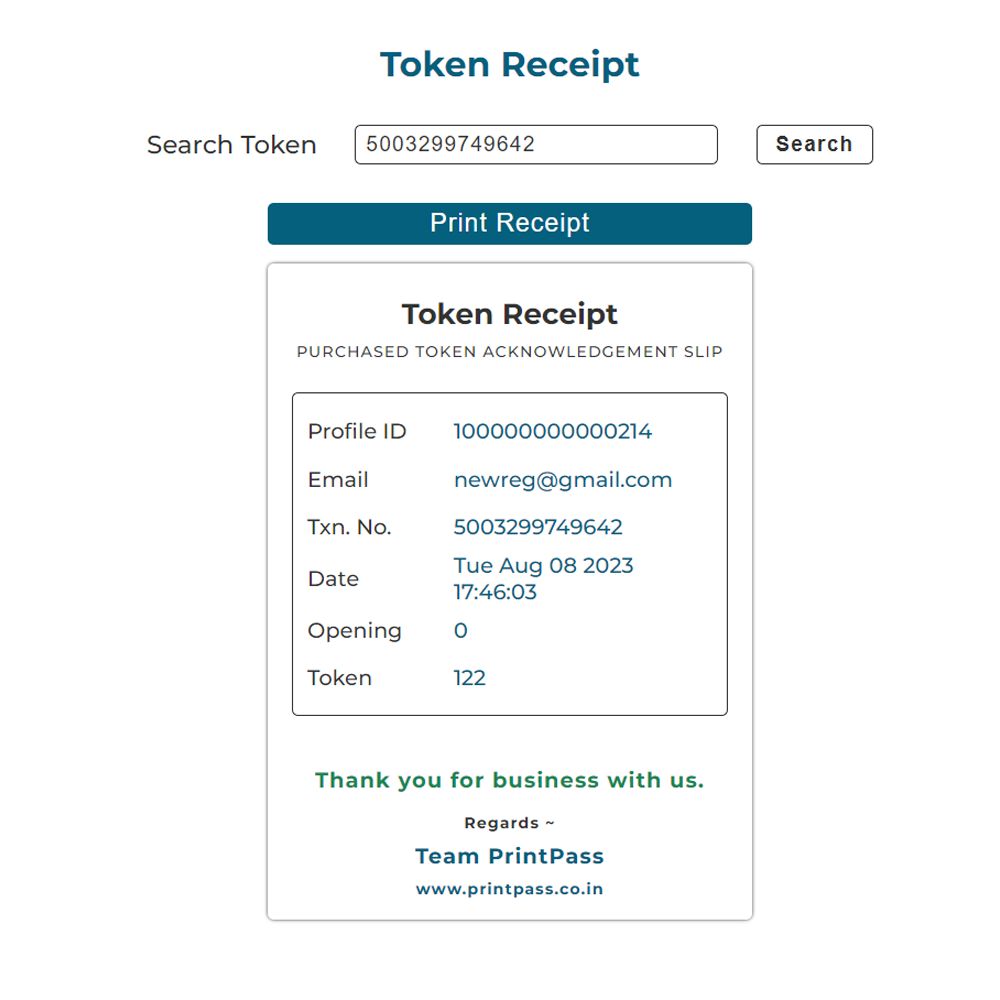 Token Receipt
Search Token 5003299749642 Search
Print Receipt
Token Receipt
PURCHASED TOKEN ACKNOWLEDGEMENT SLIP
Profile ID 100000000000214
Email newreg@gmail.com
Txn. No. 5003299749642
Date Tue Aug 08 2023
17:46:03
Opening 0
Token 122
Thank you for business with us.
Regards ~
Team PrintPass
www.printpass.co.in